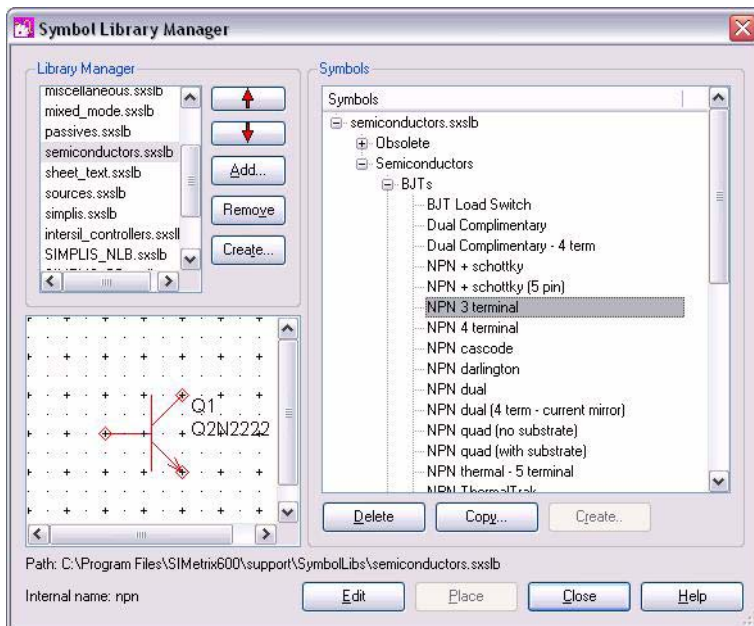 Symbol Library Manager
Library Manager
miscellaneous.sxslb
mixed_mode.sxslb
passives.sxslb
semiconductors.sxslb
sheet_text.sxslb
sources.sxslb
simplis.sxslb
intersil_controllers.sxsll
SIMPLIS_NLB.sxslb
Add...
Remove
Create...
Q1
Q2N2222
Symbols
Symbols
semiconductors.sxslb
Obsolete
Semiconductors
BJTs
BJT Load Switch
Dual Complimentary
Dual Complimentary - 4 term
NPN + schottky
NPN + schottky (5 pin)
NPN 3 terminal
NPN 4 terminal
NPN cascode
NPN darlington
NPN dual
NPN dual (4 term - current mirror)
NPN quad (no substrate)
NPN quad (with substrate)
NPN thermal - 5 terminal
NPN ThermalTrak
Delete
Copy...
Create..
Path: C:\Program Files\SIMetrix600\support\SymbolLibs\semiconductors.sxslb
Internal name: npn
Edit
Place
Close
Help